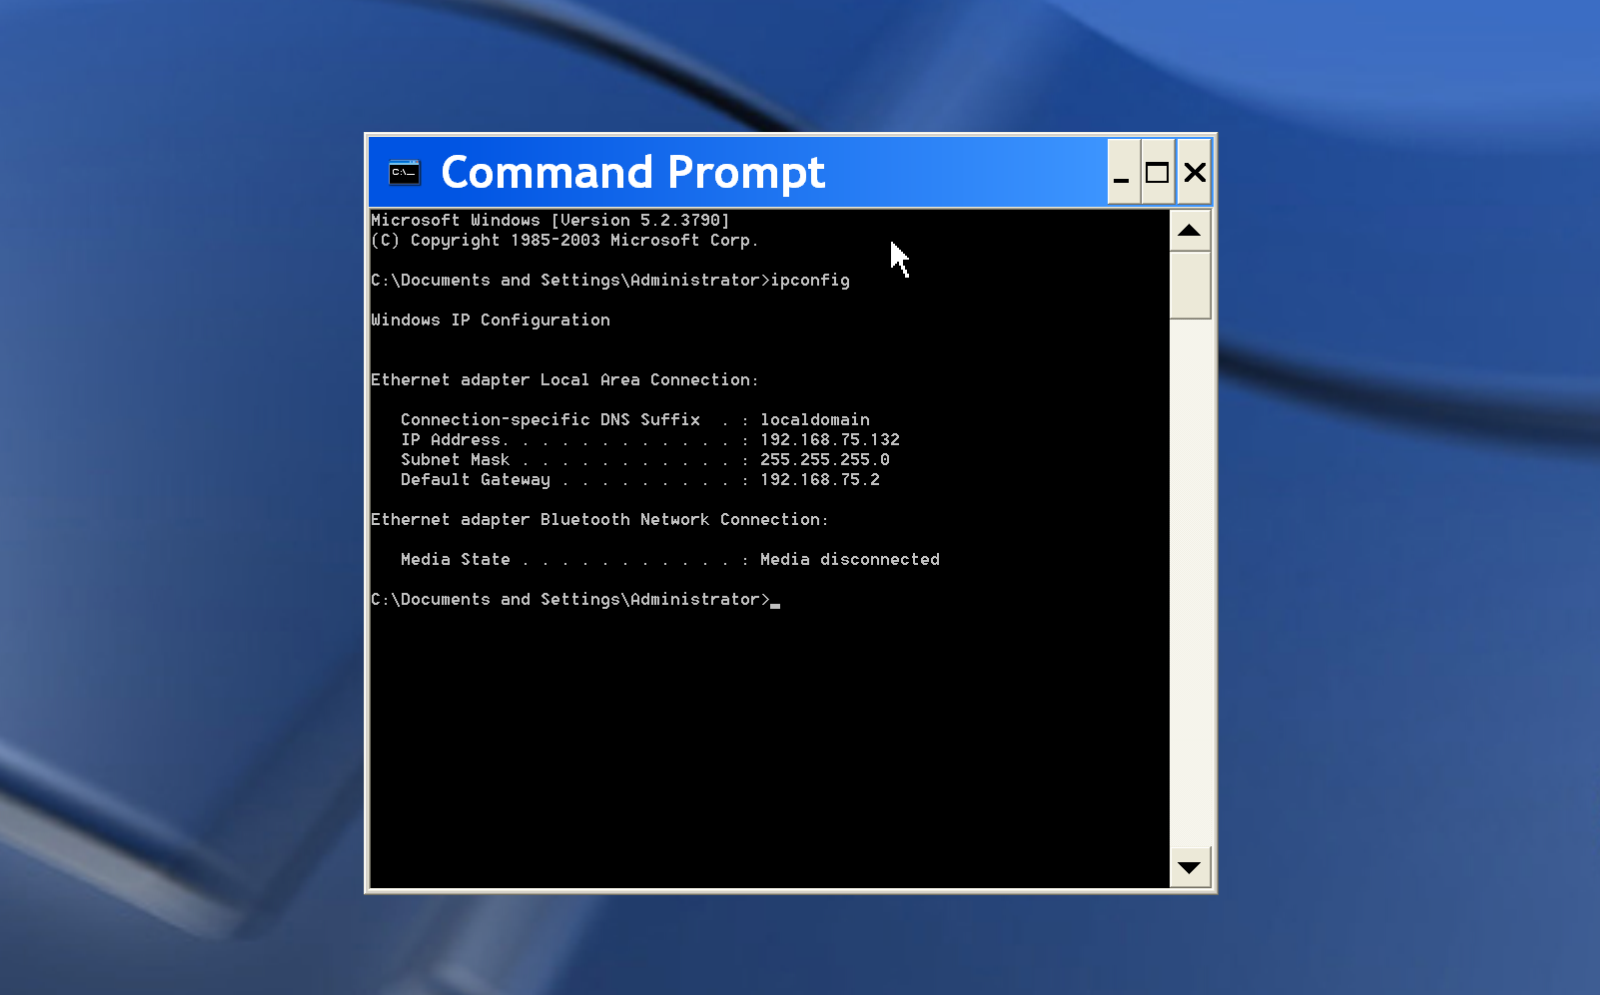 Command Prompt
Microsoft Windows [Version 5.2.3790]
(C) Copyright 1985-2003 Microsoft Corp.
C:\Documents and Settings\Administrator>ipconfig
Windows IP Configuration
Ethernet adapter Local Area Connection:
Connection-specific DNS Suffix  . : localdomain
IP Address. . . . . . . . . . . . : 192.168.75.132
Subnet Mask . . . . . . . . . . . : 255.255.255.0
Default Gateway . . . . . . . . . : 192.168.75.2
Ethernet adapter Bluetooth Network Connection:
Media State . . . . . . . . . . . : Media disconnected
C:\Documents and Settings\Administrator>_